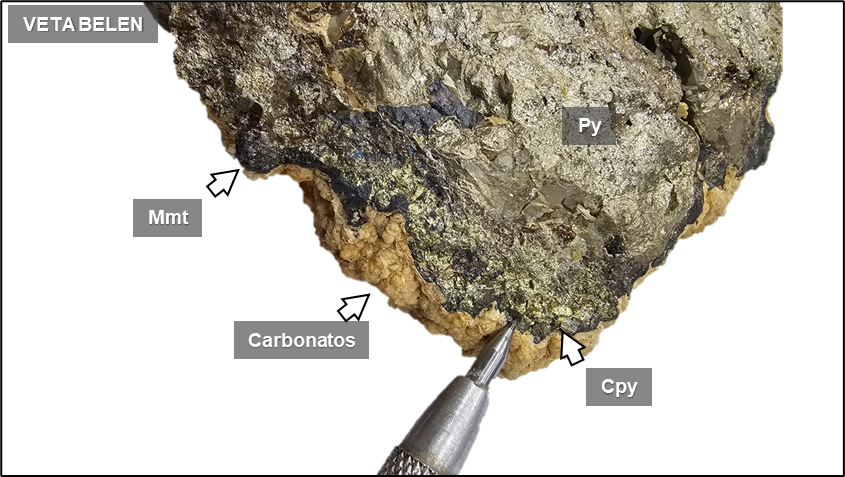 VETA BELEN
Py
Mmt
Carbonatos
Cpy